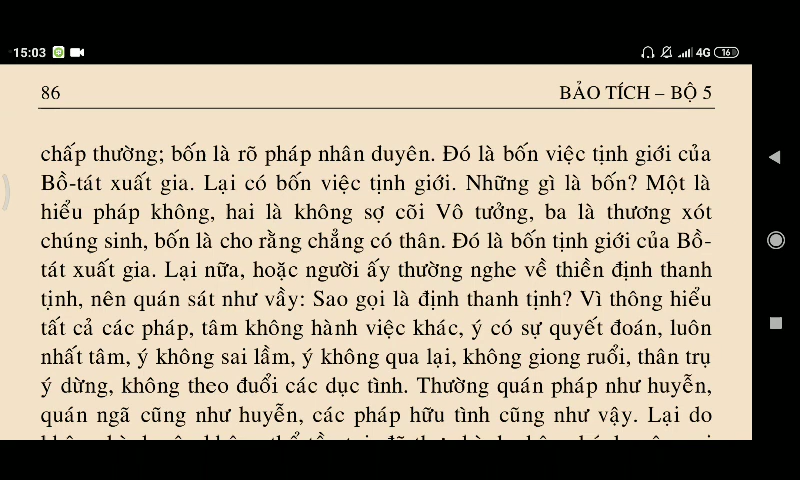 15:03 4G 16
86 BẢO TÍCH – BỘ 5
chấp thường; bốn là rõ pháp nhân duyên. Đó là bốn việc tịnh giới của
Bồ-tát xuất gia. Lại có bốn việc tịnh giới. Những gì là bốn? Một là
hiểu pháp không, hai là không sợ cõi Vô tưởng, ba là thương xót
chúng sinh, bốn là cho rằng chẳng có thân. Đó là bốn tịnh giới của Bồ-
tát xuất gia. Lại nữa, hoặc người ấy thường nghe về thiền định thanh
tịnh, nên quán sát như vầy: Sao gọi là định thanh tịnh? Vì thông hiểu
tất cả các pháp, tâm không hành việc khác, ý có sự quyết đoán, luôn
nhất tâm, ý không sai lầm, ý không qua lại, không giong ruổi, thân trụ
ý dừng, không theo đuổi các dục tình. Thường quán pháp như huyễn,
quán ngã cũng như huyễn, các pháp hữu tình cũng như vậy. Lại do